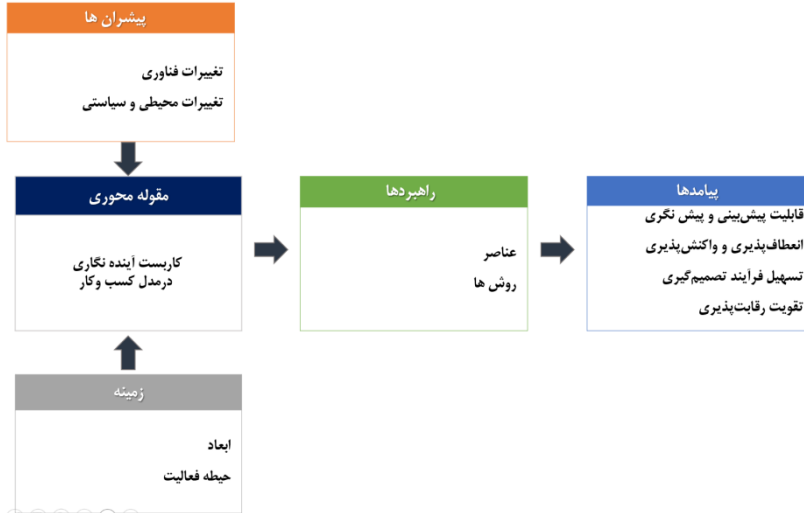 پیشران ها
تغییرات فناوری
تغییرات محیطی و سیاستی
مقوله محوری
کاربست آینده نگاری
درمدل کسب وکار
راهبردها
عناصر
روش ها
پیامدها
قابلیت پیش‌بینی و پیش نگری
انعطاف‌پذیری و واکنش‌پذیری
تسهیل فرآیند تصمیم‌گیری
تقویت رقابت‌پذیری
زمینه
ابعاد
حیطه فعالیت